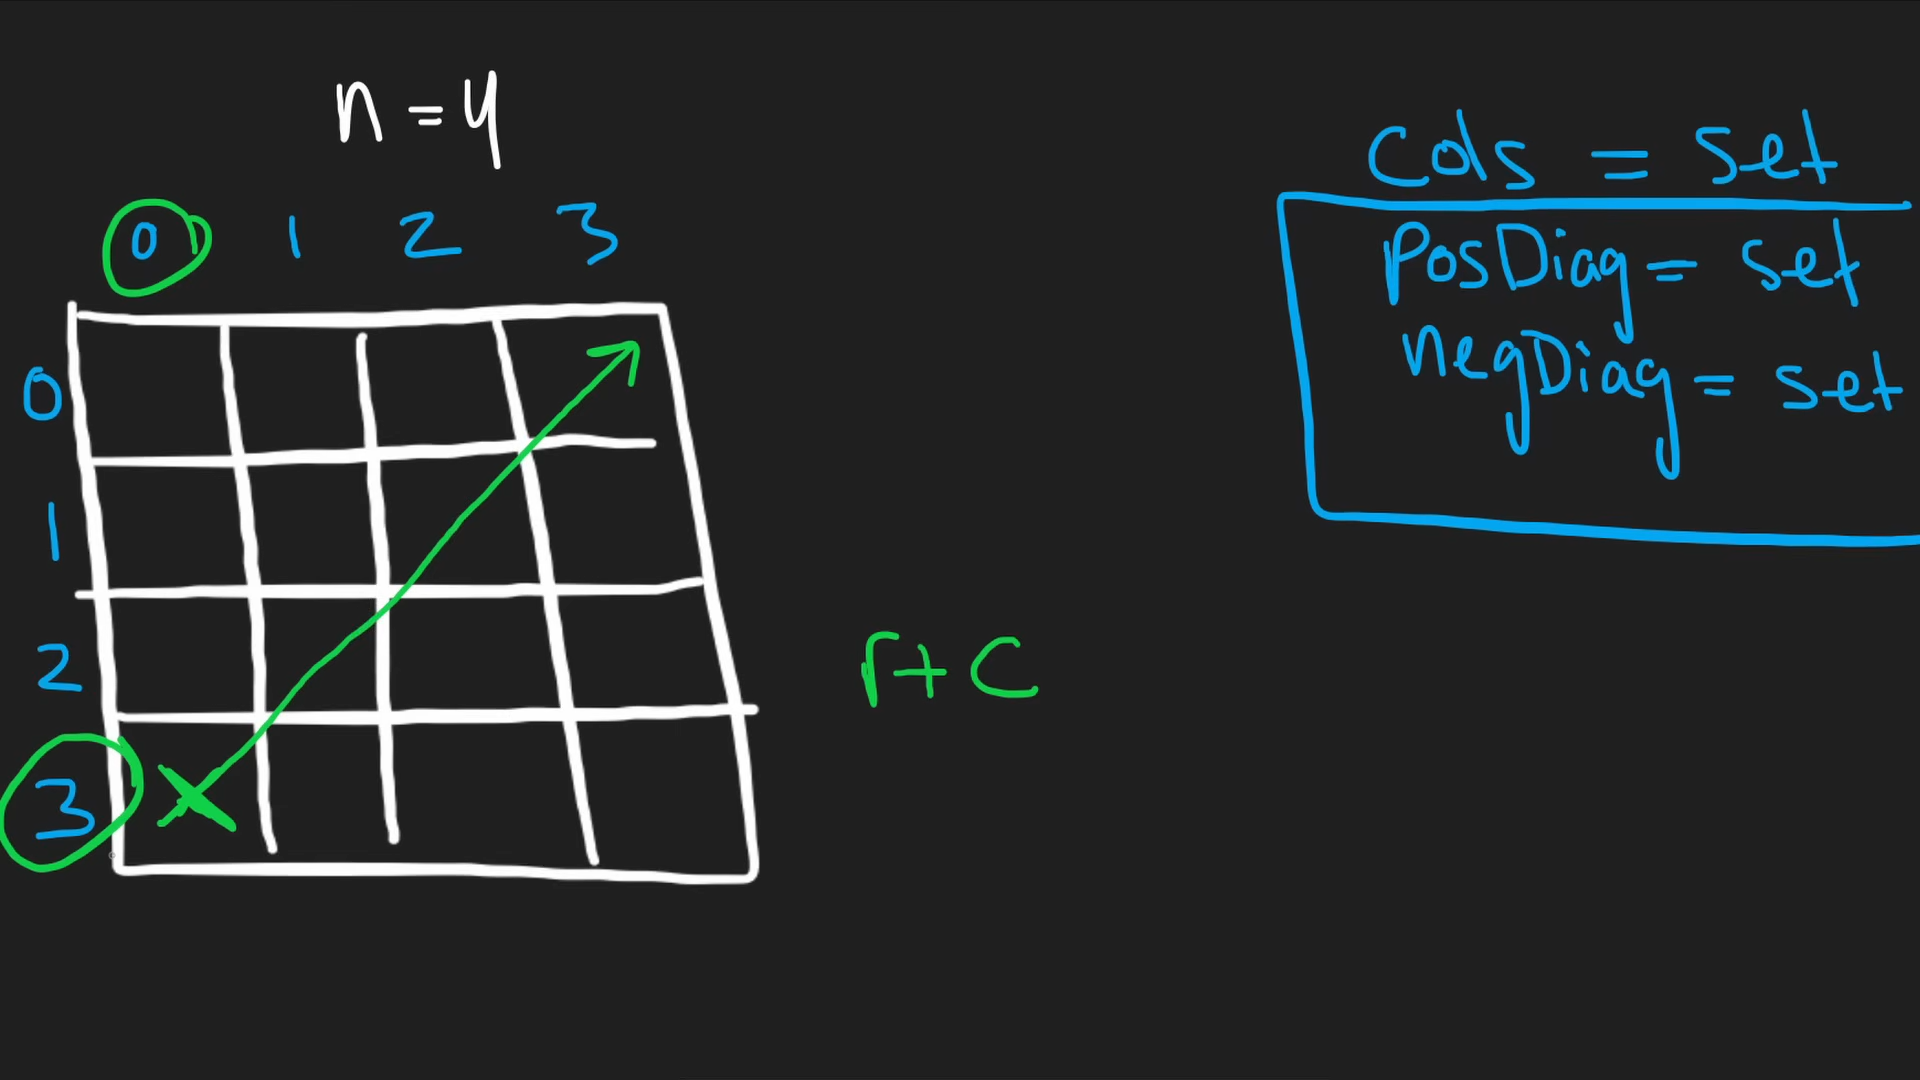 n = 4
0 1 2 3
0
1
2
3
r + c
Cols = set
PosDiag = set
negDiag = set